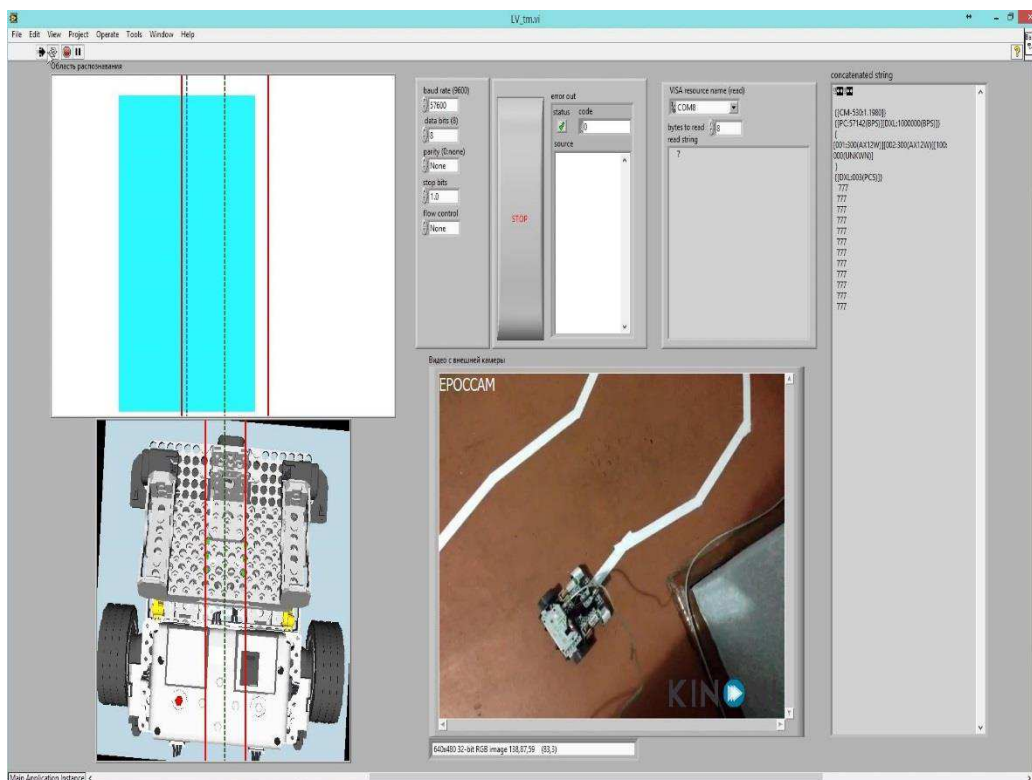 LV_tm.vi
File Edit View Project Operate Tools Window Help
Область распознавания
baud rate (9600)
57600
data bits (8)
8
parity (0:none)
None
stop bits
1.0
flow control
None
STOP
error out
status code
0
source
VISA resource name (read)
COM8
bytes to read 8
read string
?
concatenated string
{[CM-530:1.1980]}
{[PC:57142(BPS)][DXL:1000000(BPS)]}
{
[001:300(AX12W)][002:300(AX12W)][100:
000(UNKWN)]
}
{[DXL:003(PCS)]}
???
???
???
???
???
???
???
???
???
???
???
???
Видео с внешней камеры
EPOCCAM
KINO
640x480 32-bit RGB image 138,87,59 (83,3)
Main Application Instance